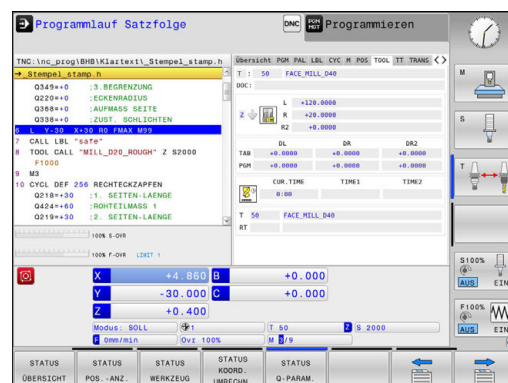 Programmlauf Satzfolge
DNC
PGM MGT
Programmieren
TNC:\nc_prog\BHB\Klartext\_Stempel_stamp.h
→_Stempel_stamp.h
Q349=+0 ;3.BEGRENZUNG
Q220=+0 ;ECKENRADIUS
Q368=+0 ;AUFMASS SEITE
Q338=+0 ;ZUST. SCHLICHTEN
6 L Y-30 X+30 R0 FMAX M99
7 CALL LBL "safe"
8 TOOL CALL "MILL_D20_ROUGH" Z S2000
F1000
9 M3
10 CYCL DEF 256 RECHTECKZAPFEN
Q218=+30 ;1. SEITEN-LAENGE
Q424=+60 ;ROHTEILMASS 1
Q219=+30 ;2. SEITEN-LAENGE
100% S-OVR
100% F-OVR LIMIT 1
Übersicht PGM PAL LBL CYC M POS TOOL TT TRANS
T : 50 FACE_MILL_D40
DOC:
Z
L +120.0000
R +20.0000
R2 +0.0000
DL DR DR2
TAB +0.0000 +0.0000 +0.0000
PGM +0.0000 +0.0000 +0.0000
CUR.TIME TIME1 TIME2
0:00
T 50 FACE_MILL_D40
RT
X +4.860 B +0.000
Y -30.000 C +0.000
Z +0.400
Modus: SOLL 1 T 50 Z S 2000
F 0mm/min Ovr 100% M 5/9
M
S
T
S100%
AUS EIN
F100%
AUS EIN
STATUS ÜBERSICHT
STATUS POS.-ANZ.
STATUS WERKZEUG
STATUS KOORD. UMRECHN.
STATUS Q-PARAM.